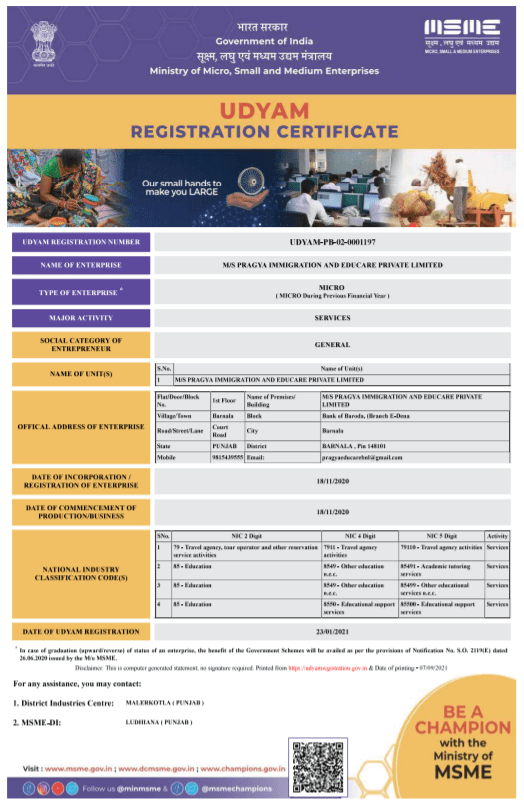 भारत सरकार
Government of India
सूक्ष्म, लघु एवं मध्यम उद्यम मंत्रालय
Ministry of Micro, Small and Medium Enterprises
MSME
सूक्ष्म, लघु एवं मध्यम उद्यम
MICRO, SMALL & MEDIUM ENTERPRISES
UDYAM
REGISTRATION CERTIFICATE
Our small hands to
make you LARGE
UDYAM REGISTRATION NUMBER UDYAM-PB-02-0001197
NAME OF ENTERPRISE M/S PRAGYA IMMIGRATION AND EDUCARE PRIVATE LIMITED
TYPE OF ENTERPRISE * MICRO
( MICRO During Previous Financial Year )
MAJOR ACTIVITY SERVICES
SOCIAL CATEGORY OF
ENTREPRENEUR GENERAL
NAME OF UNIT(S)
S.No. Name of Unit(s)
1 M/S PRAGYA IMMIGRATION AND EDUCARE PRIVATE LIMITED
OFFICAL ADDRESS OF ENTERPRISE
Flat/Door/Block No. 1st Floor Name of Premises/ Building M/S PRAGYA IMMIGRATION AND EDUCARE PRIVATE LIMITED
Village/Town Barnala Block Bank of Baroda, (Branch E-Dena
Road/Street/Lane Court Road City Barnala
State PUNJAB District BARNALA , Pin 148101
Mobile Email: pragyaeducarebnl@gmail.com
DATE OF INCORPORATION /
REGISTRATION OF ENTERPRISE 18/11/2020
DATE OF COMMENCEMENT OF
PRODUCTION/BUSINESS 18/11/2020
NATIONAL INDUSTRY
CLASSIFICATION CODE(S)
SNo. NIC 2 Digit NIC 4 Digit NIC 5 Digit Activity
1 79 - Travel agency, tour operator and other reservation service activities 7911 - Travel agency activities 79110 - Travel agency activities Services
2 85 - Education 8549 - Other education n.e.c. 85491 - Academic tutoring services Services
3 85 - Education 8549 - Other education n.e.c. 85499 - Other educational services n.e.c. Services
4 85 - Education 8550 - Educational support services 85500 - Educational support services Services
DATE OF UDYAM REGISTRATION 23/01/2021
* In case of graduation (upward/reverse) of status of an enterprise, the benefit of the Government Schemes will be availed as per the provisions of Notification No. S.O. 2119(E) dated
26.06.2020 issued by the M/o MSME.
Disclaimer: This is computer generated statement, no signature required. Printed from https://udyamregistration.gov.in & Date of printing - 07/09/2021
For any assistance, you may contact:
1. District Industries Centre: MALERKOTLA ( PUNJAB )
2. MSME-DI: LUDHIANA ( PUNJAB )
BE A
CHAMPION
with the
Ministry of
MSME
Visit : www.msme.gov.in ; www.dcmsme.gov.in ; www.champions.gov.in
Follow us @minmsme & @msmechampions